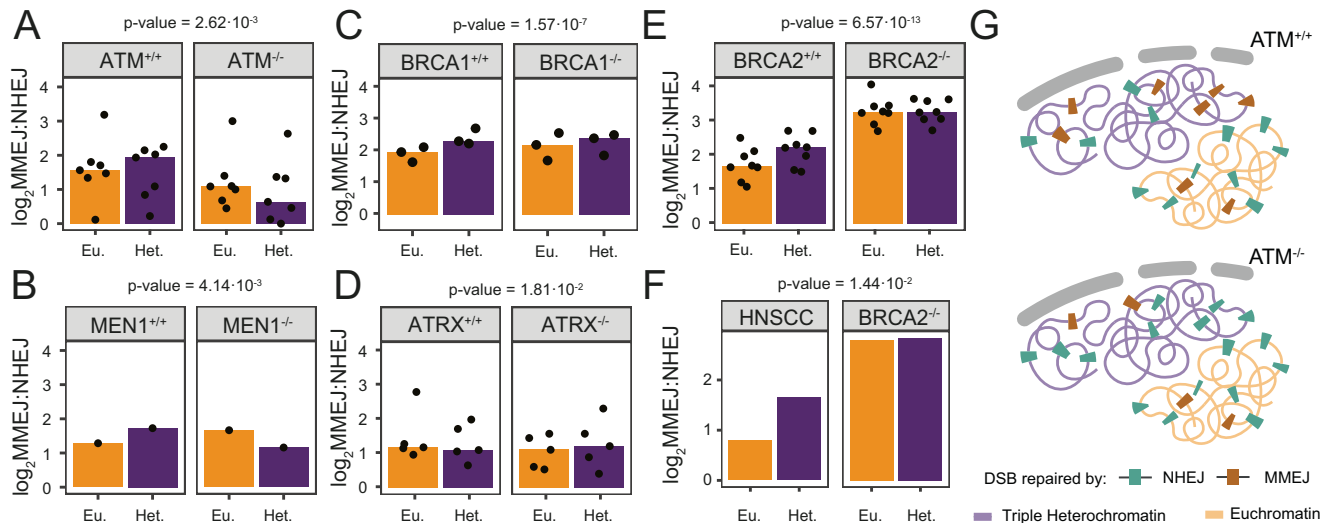 A
p-value = 2.62·10⁻³
ATM⁺/⁺
ATM⁻/⁻
log₂MMEJ:NHEJ
4
3
2
1
0
Eu.
Het.
Eu.
Het.
C
p-value = 1.57·10⁻⁷
BRCA1⁺/⁺
BRCA1⁻/⁻
log₂MMEJ:NHEJ
4
3
2
1
0
Eu.
Het.
Eu.
Het.
E
p-value = 6.57·10⁻¹³
BRCA2⁺/⁺
BRCA2⁻/⁻
log₂MMEJ:NHEJ
4
3
2
1
0
Eu.
Het.
Eu.
Het.
G
ATM⁺/⁺
ATM⁻/⁻
B
p-value = 4.14·10⁻³
MEN1⁺/⁺
MEN1⁻/⁻
log₂MMEJ:NHEJ
4
3
2
1
0
Eu.
Het.
Eu.
Het.
D
p-value = 1.81·10⁻²
ATRX⁺/⁺
ATRX⁻/⁻
log₂MMEJ:NHEJ
4
3
2
1
0
Eu.
Het.
Eu.
Het.
F
p-value = 1.44·10⁻²
HNSCC
BRCA2⁻/⁻
log₂MMEJ:NHEJ
2
1
0
Eu.
Het.
Eu.
Het.
DSB repaired by: NHEJ MMEJ
Triple Heterochromatin Euchromatin